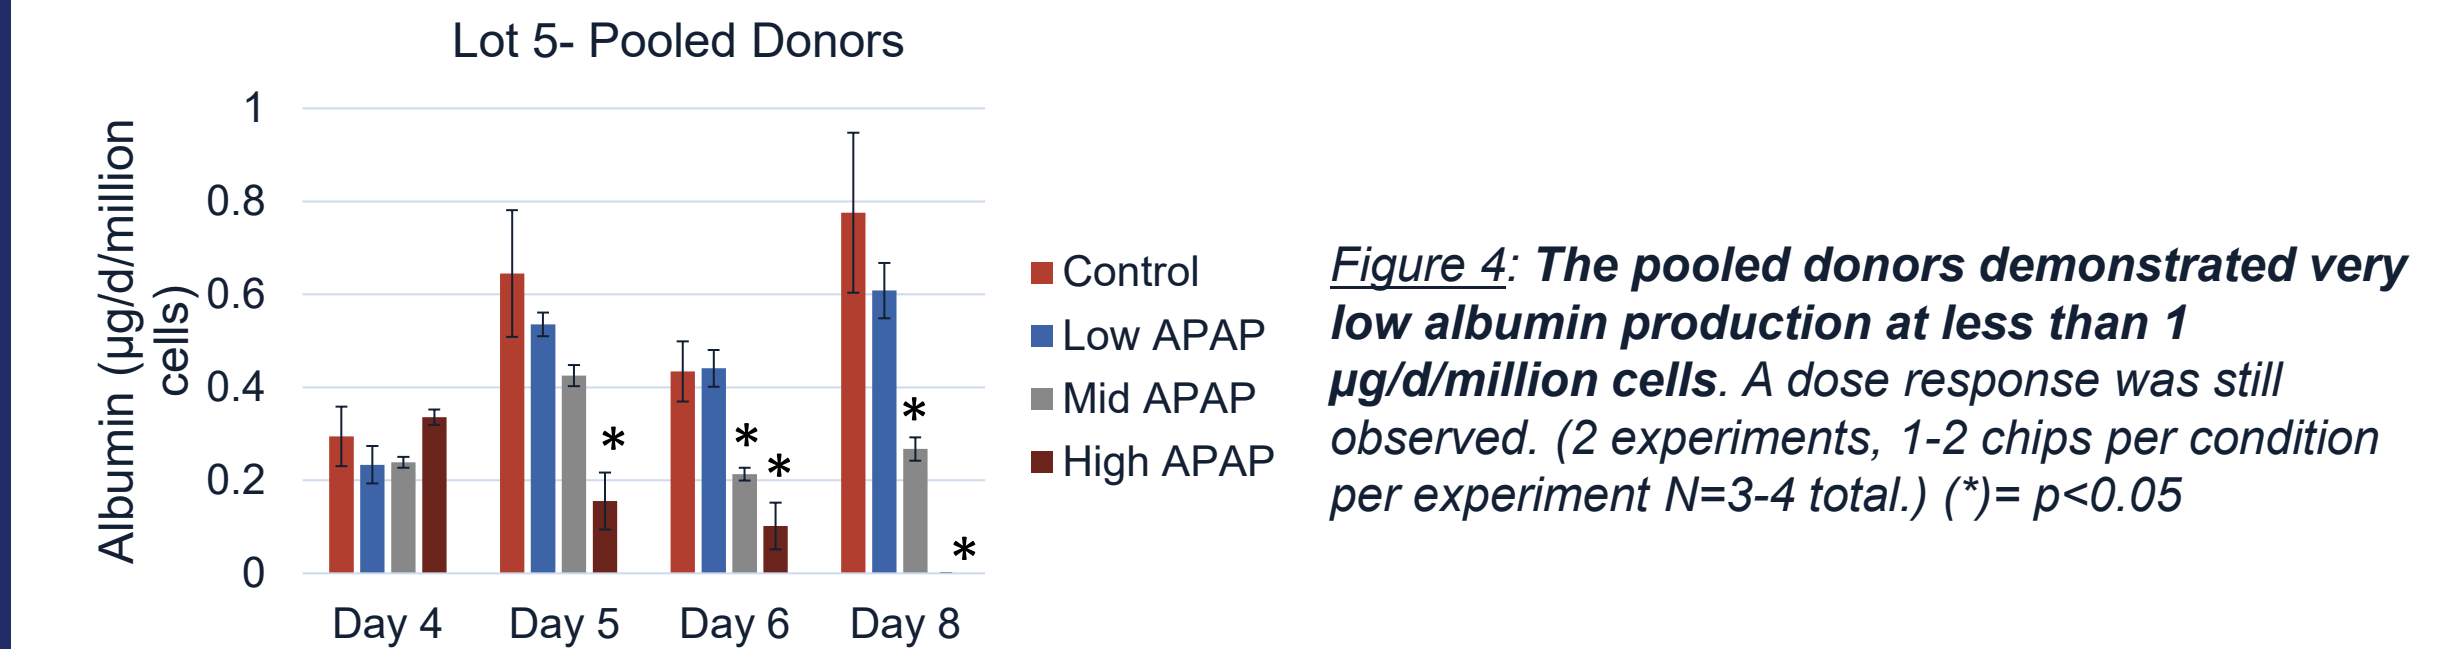 Lot 5- Pooled Donors
Albumin (µg/d/million
cells)
1
0.8
0.6
0.4
0.2
0
*
*
*
*
*
Day 4
Day 5
Day 6
Day 8
Control
Low APAP
Mid APAP
High APAP
Figure 4: The pooled donors demonstrated very
low albumin production at less than 1
µg/d/million cells. A dose response was still
observed. (2 experiments, 1-2 chips per condition
per experiment N=3-4 total.) (*)= p<0.05